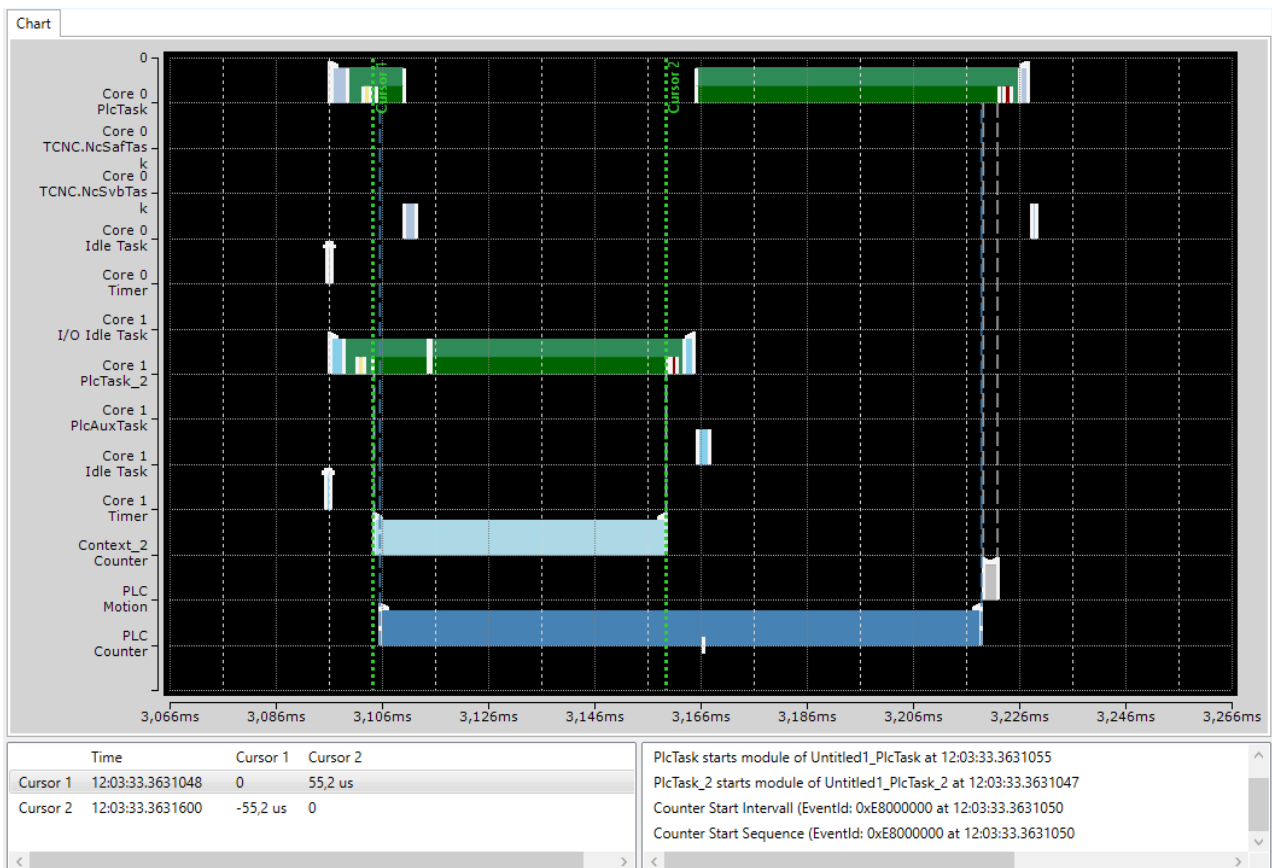 Chart
0
Core 0
PlcTask
Core 0
TCNC.NcSafTas
k
Core 0
TCNC.NcSvbTas
k
Core 0
Idle Task
Core 0
Timer
Core 1
I/O Idle Task
Core 1
PlcTask_2
Core 1
PlcAuxTask
Core 1
Idle Task
Core 1
Timer
Context_2
Counter
PLC
Motion
PLC
Counter
Cursor 1
Cursor 2
3,066ms 3,086ms 3,106ms 3,126ms 3,146ms 3,166ms 3,186ms 3,206ms 3,226ms 3,246ms 3,266ms
Time Cursor 1 Cursor 2
Cursor 1 12:03:33.3631048 0 55,2 us
Cursor 2 12:03:33.3631600 -55,2 us 0
PlcTask starts module of Untitled1_PlcTask at 12:03:33.3631055
PlcTask_2 starts module of Untitled1_PlcTask_2 at 12:03:33.3631047
Counter Start Intervall (EventId: 0xE8000000 at 12:03:33.3631050
Counter Start Sequence (EventId: 0xE8000000 at 12:03:33.3631050